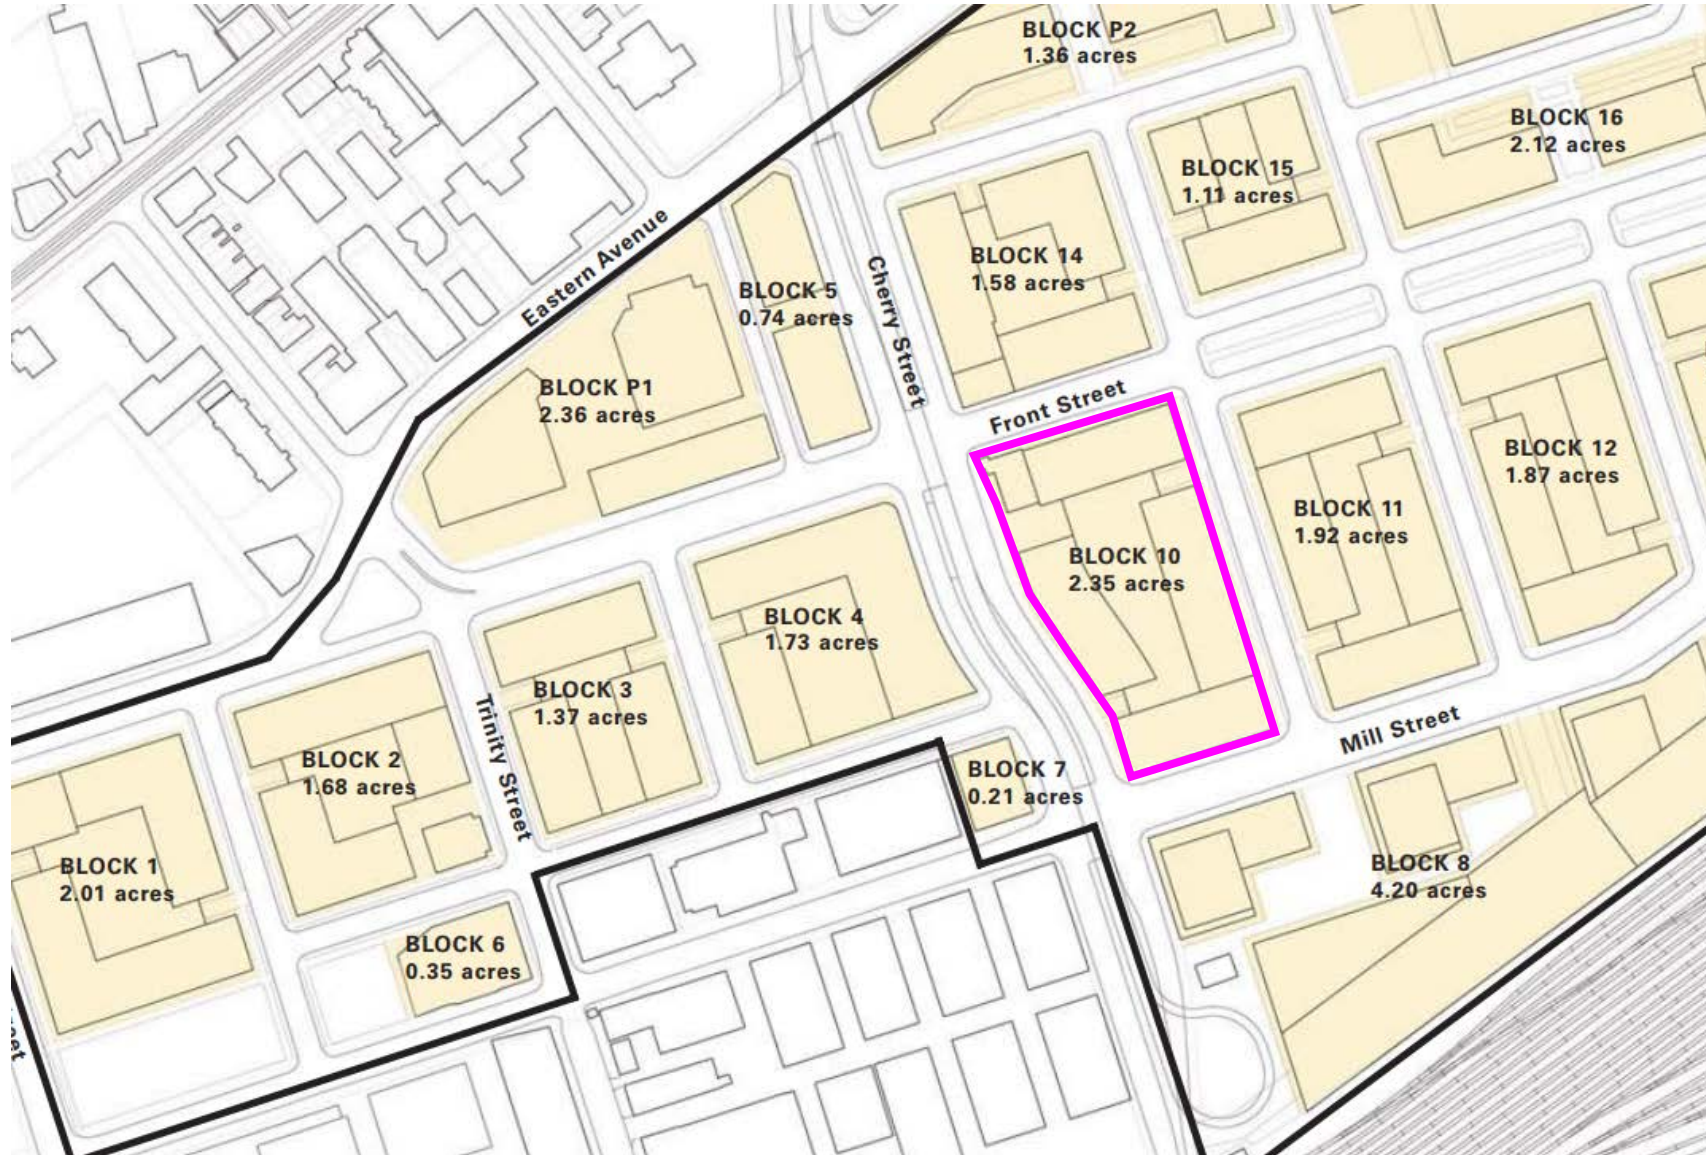 BLOCK P2
1.36 acres
BLOCK 16
2.12 acres
BLOCK 15
1.11 acres
Eastern Avenue
BLOCK 14
1.58 acres
BLOCK 5
0.74 acres
Cherry Street
BLOCK P1
2.36 acres
Front Street
BLOCK 12
1.87 acres
BLOCK 11
1.92 acres
BLOCK 10
2.35 acres
BLOCK 4
1.73 acres
BLOCK 3
1.37 acres
Trinity Street
BLOCK 2
1.68 acres
Mill Street
BLOCK 7
0.21 acres
BLOCK 1
2.01 acres
BLOCK 8
4.20 acres
BLOCK 6
0.35 acres